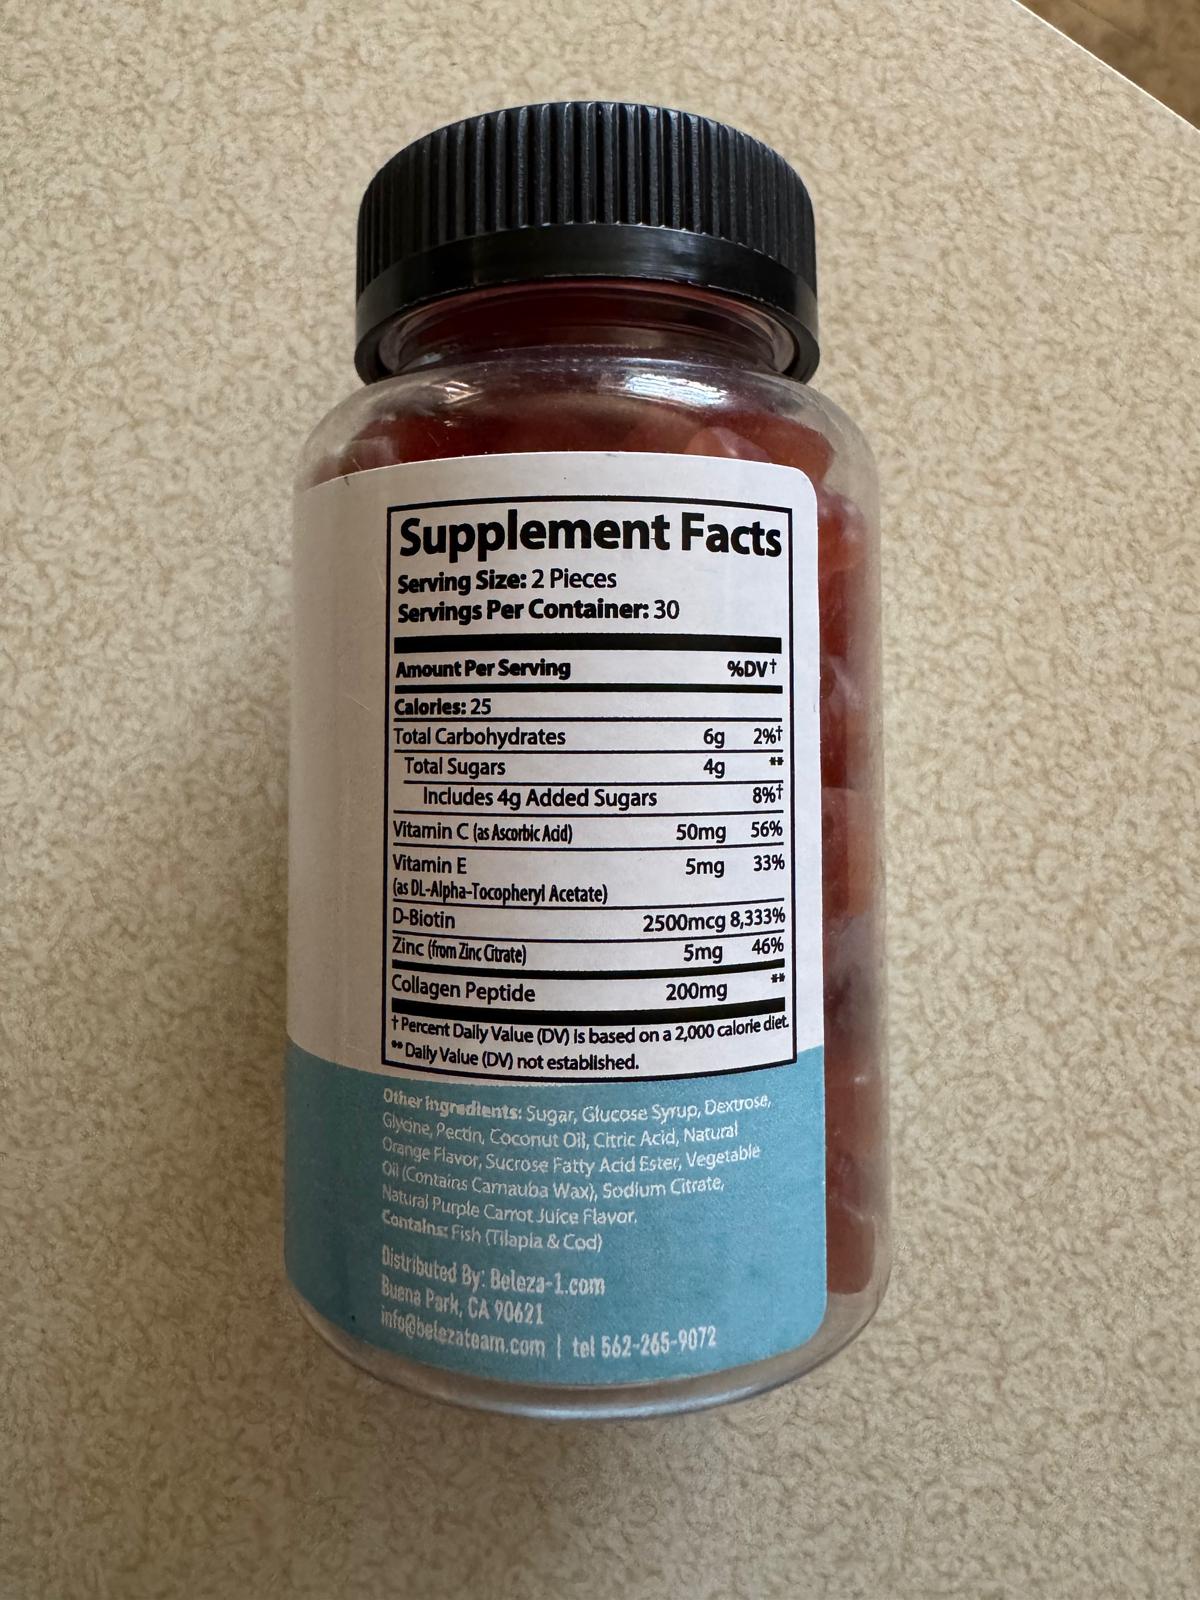 Supplement Facts
Serving Size: 2 Pieces
Servings Per Container: 30
Amount Per Serving %DV†
Calories: 25
Total Carbohydrates 6g 2%†
Total Sugars 4g **
Includes 4g Added Sugars 8%†
Vitamin C (as Ascorbic Acid) 50mg 56%
Vitamin E 5mg 33%
(as DL-Alpha-Tocopheryl Acetate)
D-Biotin 2500mcg 8,333%
Zinc (from Zinc Citrate) 5mg 46%
Collagen Peptide 200mg **
† Percent Daily Value (DV) is based on a 2,000 calorie diet.
** Daily Value (DV) not established.
Other Ingredients: Sugar, Glucose Syrup, Dextrose,
Glycine, Pectin, Coconut Oil, Citric Acid, Natural
Orange Flavor, Sucrose Fatty Acid Ester, Vegetable
Oil (Contains Carnauba Wax), Sodium Citrate,
Natural Purple Carrot Juice Flavor.
Contains: Fish (Tilapia & Cod)
Distributed By: Beleza-1.com
Buena Park, CA 90621
info@belezateam.com | tel 562-265-9072